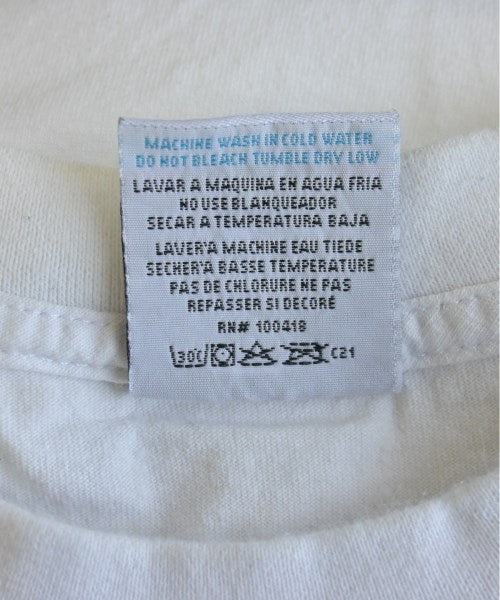 MACHINE WASH IN COLD WATER
DO NOT BLEACH TUMBLE DRY LOW
LAVAR A MAQUINA EN AGUA FRIA
NO USE BLANQUEADOR
SECAR A TEMPERATURA BAJA
LAVER'A MACHINE EAU TIEDE
SECHER'A BASSE TEMPERATURE
PAS DE CHLORURE NE PAS
REPASSER SI DECORÉ
RN# 100418
30C C21